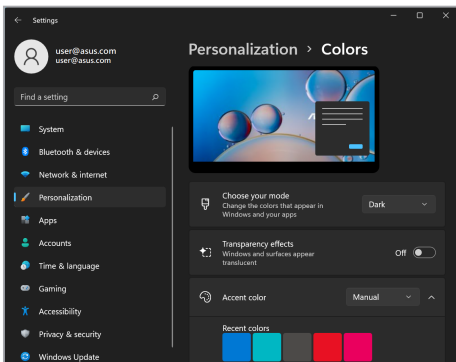 Settings
user@asus.com
user@asus.com
Find a setting
System
Bluetooth & devices
Network & internet
Personalization
Apps
Accounts
Time & language
Gaming
Accessibility
Privacy & security
Windows Update
Personalization > Colors
Choose your mode
Change the colors that appear in
Windows and your apps
Dark
Transparency effects
Windows and surfaces appear
translucent
Off
Accent color
Manual
Recent colors